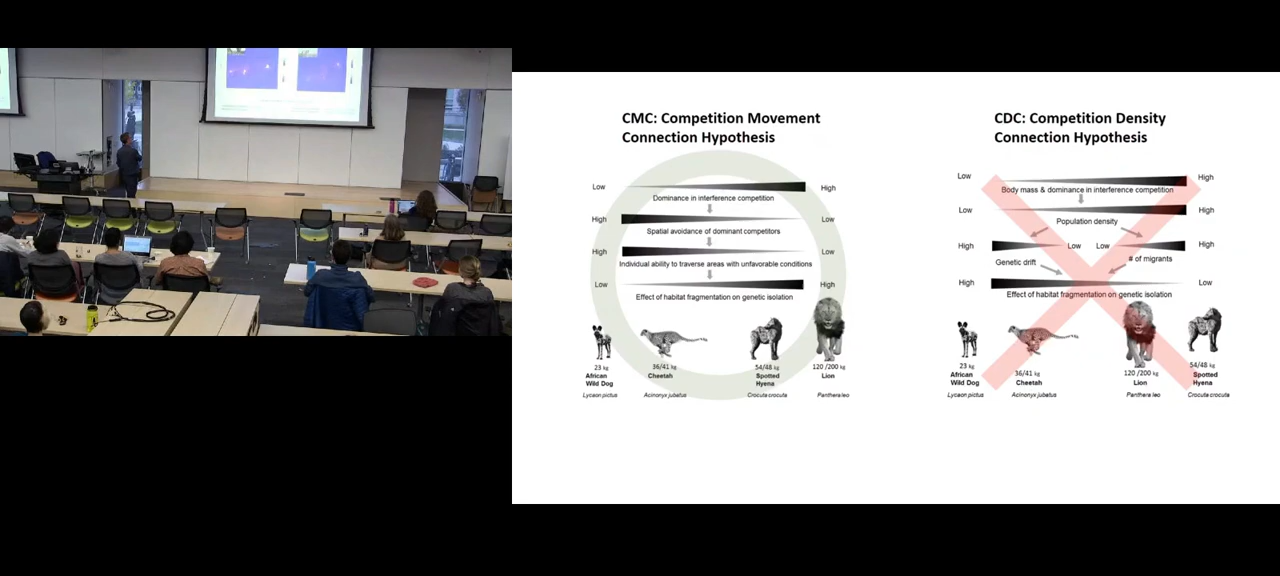 CMC: Competition Movement
Connection Hypothesis
Low
High
Dominance in interference competition
High
Low
Spatial avoidance of dominant competitors
High
Low
Individual ability to traverse areas with unfavorable conditions
Low
High
Effect of habitat fragmentation on genetic isolation
23 kg
African
Wild Dog
Lycaon pictus
36/41 kg
Cheetah
Acinonyx jubatus
54/48 kg
Spotted
Hyena
Crocuta crocuta
120 /200 kg
Lion
Panthera leo
CDC: Competition Density
Connection Hypothesis
Low
High
Body mass & dominance in interference competition
Low
High
Population density
High
Low
Low
High
Genetic drift
# of migrants
High
Low
Effect of habitat fragmentation on genetic isolation
23 kg
African
Wild Dog
Lycaon pictus
36/41 kg
Cheetah
Acinonyx jubatus
120 /200 kg
Lion
Panthera leo
54/48 kg
Spotted
Hyena
Crocuta crocuta